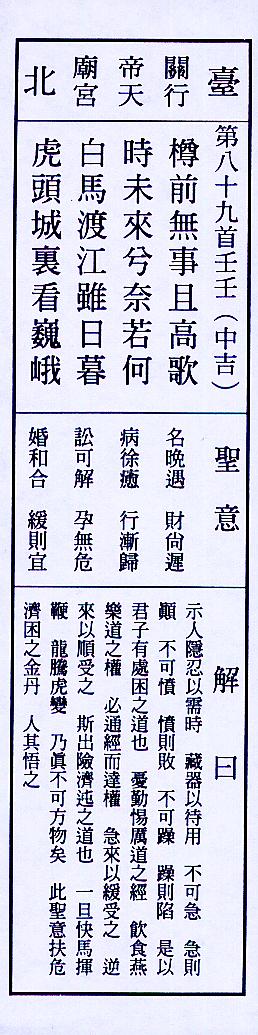 臺北
關行
帝天
廟宮
第八十九首壬壬（中吉）
樽前無事且高歌
時未來兮奈若何
白馬渡江雖日暮
虎頭城裏看巍峨
聖意
名晚遇　財尙遲
病徐癒　行漸歸
訟可解　孕無危
婚和合　緩則宜
解曰
示人隱忍以需時　藏器以待用　不可急　急則
顚　不可憤　憤則敗　不可躁　躁則陷　是以
君子有處困之道也　憂勤惕厲道之經　飲食燕
樂道之權　必通經而達權　急來以緩受之　逆
來以順受之　斯出險濟迍之道也　一旦快馬揮
鞭　龍騰虎變　乃眞不可方物矣　此聖意扶危
濟困之金丹　人其悟之